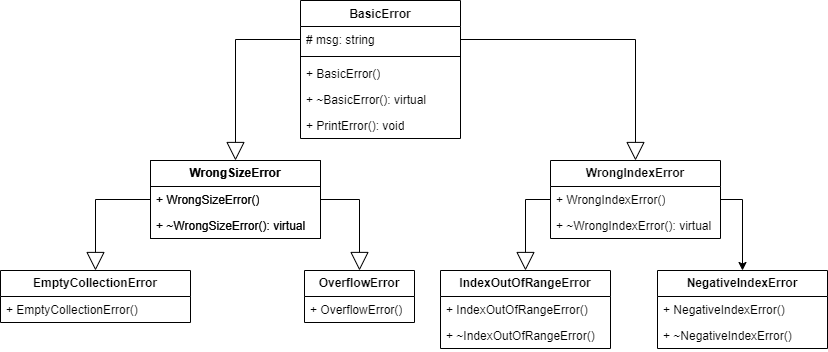 BasicError
# msg: string
+ BasicError()
+ ~BasicError(): virtual
+ PrintError(): void
WrongSizeError
+ WrongSizeError()
+ ~WrongSizeError(): virtual
WrongIndexError
+ WrongIndexError()
+ ~WrongIndexError(): virtual
EmptyCollectionError
+ EmptyCollectionError()
OverflowError
+ OverflowError()
IndexOutOfRangeError
+ IndexOutOfRangeError()
+ ~IndexOutOfRangeError()
NegativeIndexError
+ NegativeIndexError()
+ ~NegativeIndexError()